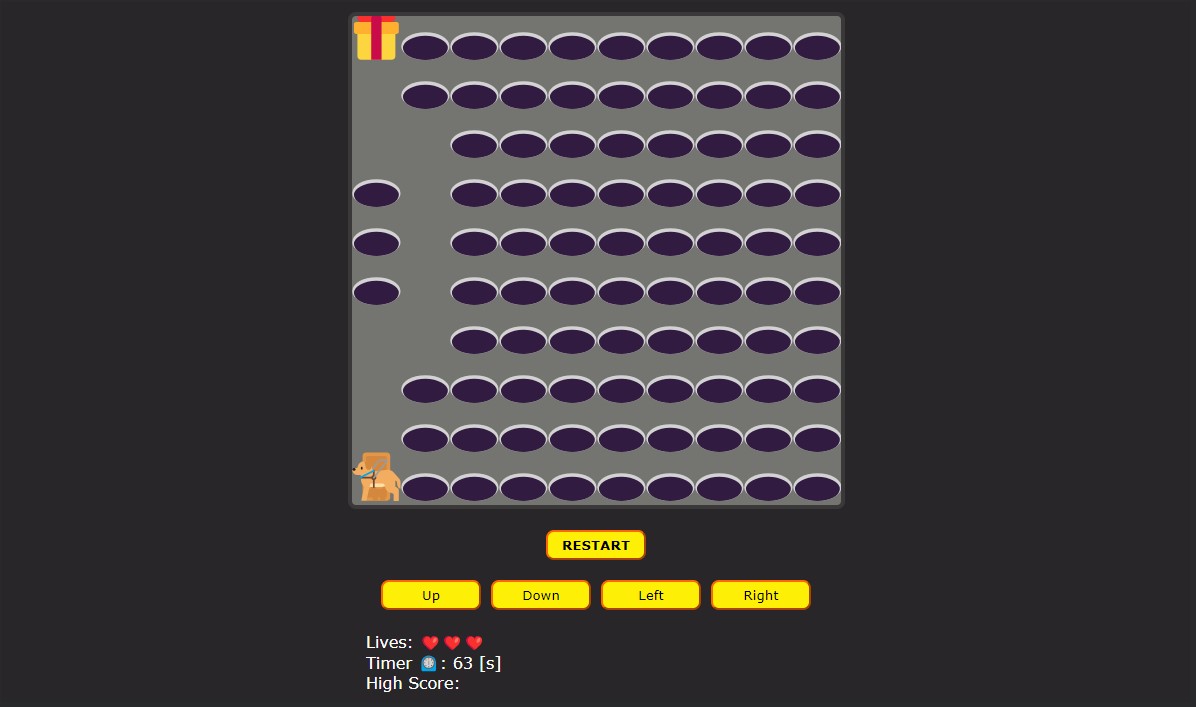 RESTART
Up Down Left Right
Lives:
Timer : 63 [s]
High Score: